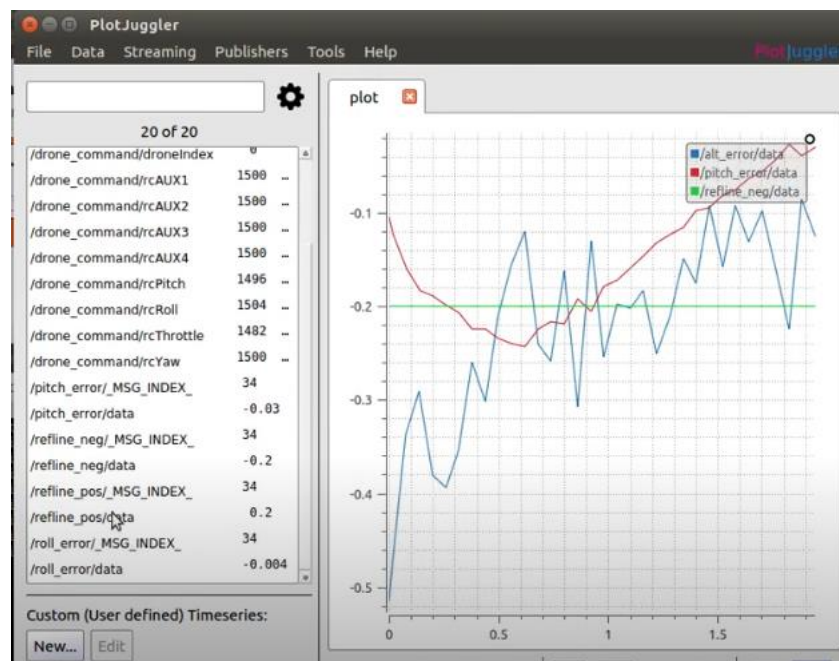 PlotJuggler
File Data Streaming Publishers Tools Help
PlotJuggler
plot
20 of 20
/drone_command/droneIndex 0
/drone_command/rcAUX1 1500 ...
/drone_command/rcAUX2 1500 ...
/drone_command/rcAUX3 1500 ...
/drone_command/rcAUX4 1500 ...
/drone_command/rcPitch 1496 ...
/drone_command/rcRoll 1504 ...
/drone_command/rcThrottle 1482 ...
/drone_command/rcYaw 1500 ...
/pitch_error/_MSG_INDEX_ 34
/pitch_error/data -0.03
/refline_neg/_MSG_INDEX_ 34
/refline_neg/data -0.2
/refline_pos/_MSG_INDEX_ 34
/refline_pos/data 0.2
/roll_error/_MSG_INDEX_ 34
/roll_error/data -0.004
Custom (User defined) Timeseries:
New... Edit
/alt_error/data
/pitch_error/data
/refline_neg/data
-0.1
-0.2
-0.3
-0.4
-0.5
0 0.5 1 1.5